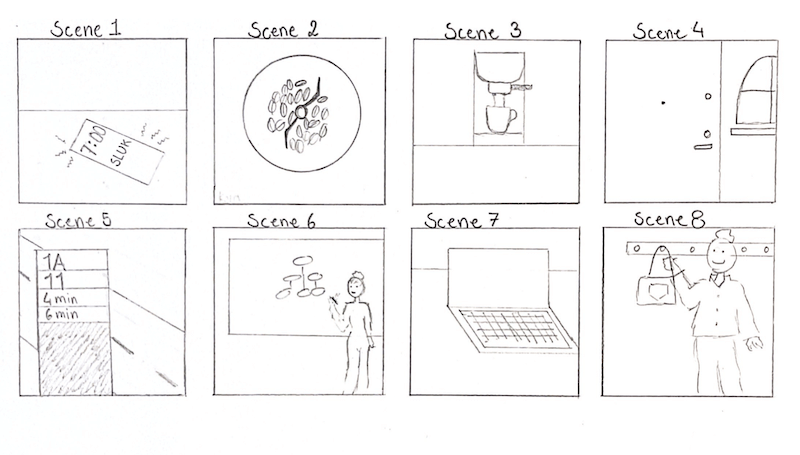 Scene 1
Scene 2
Scene 3
Scene 4
7:00
SLUK
Scene 5
Scene 6
Scene 7
Scene 8
1A
11
4 min
6 min